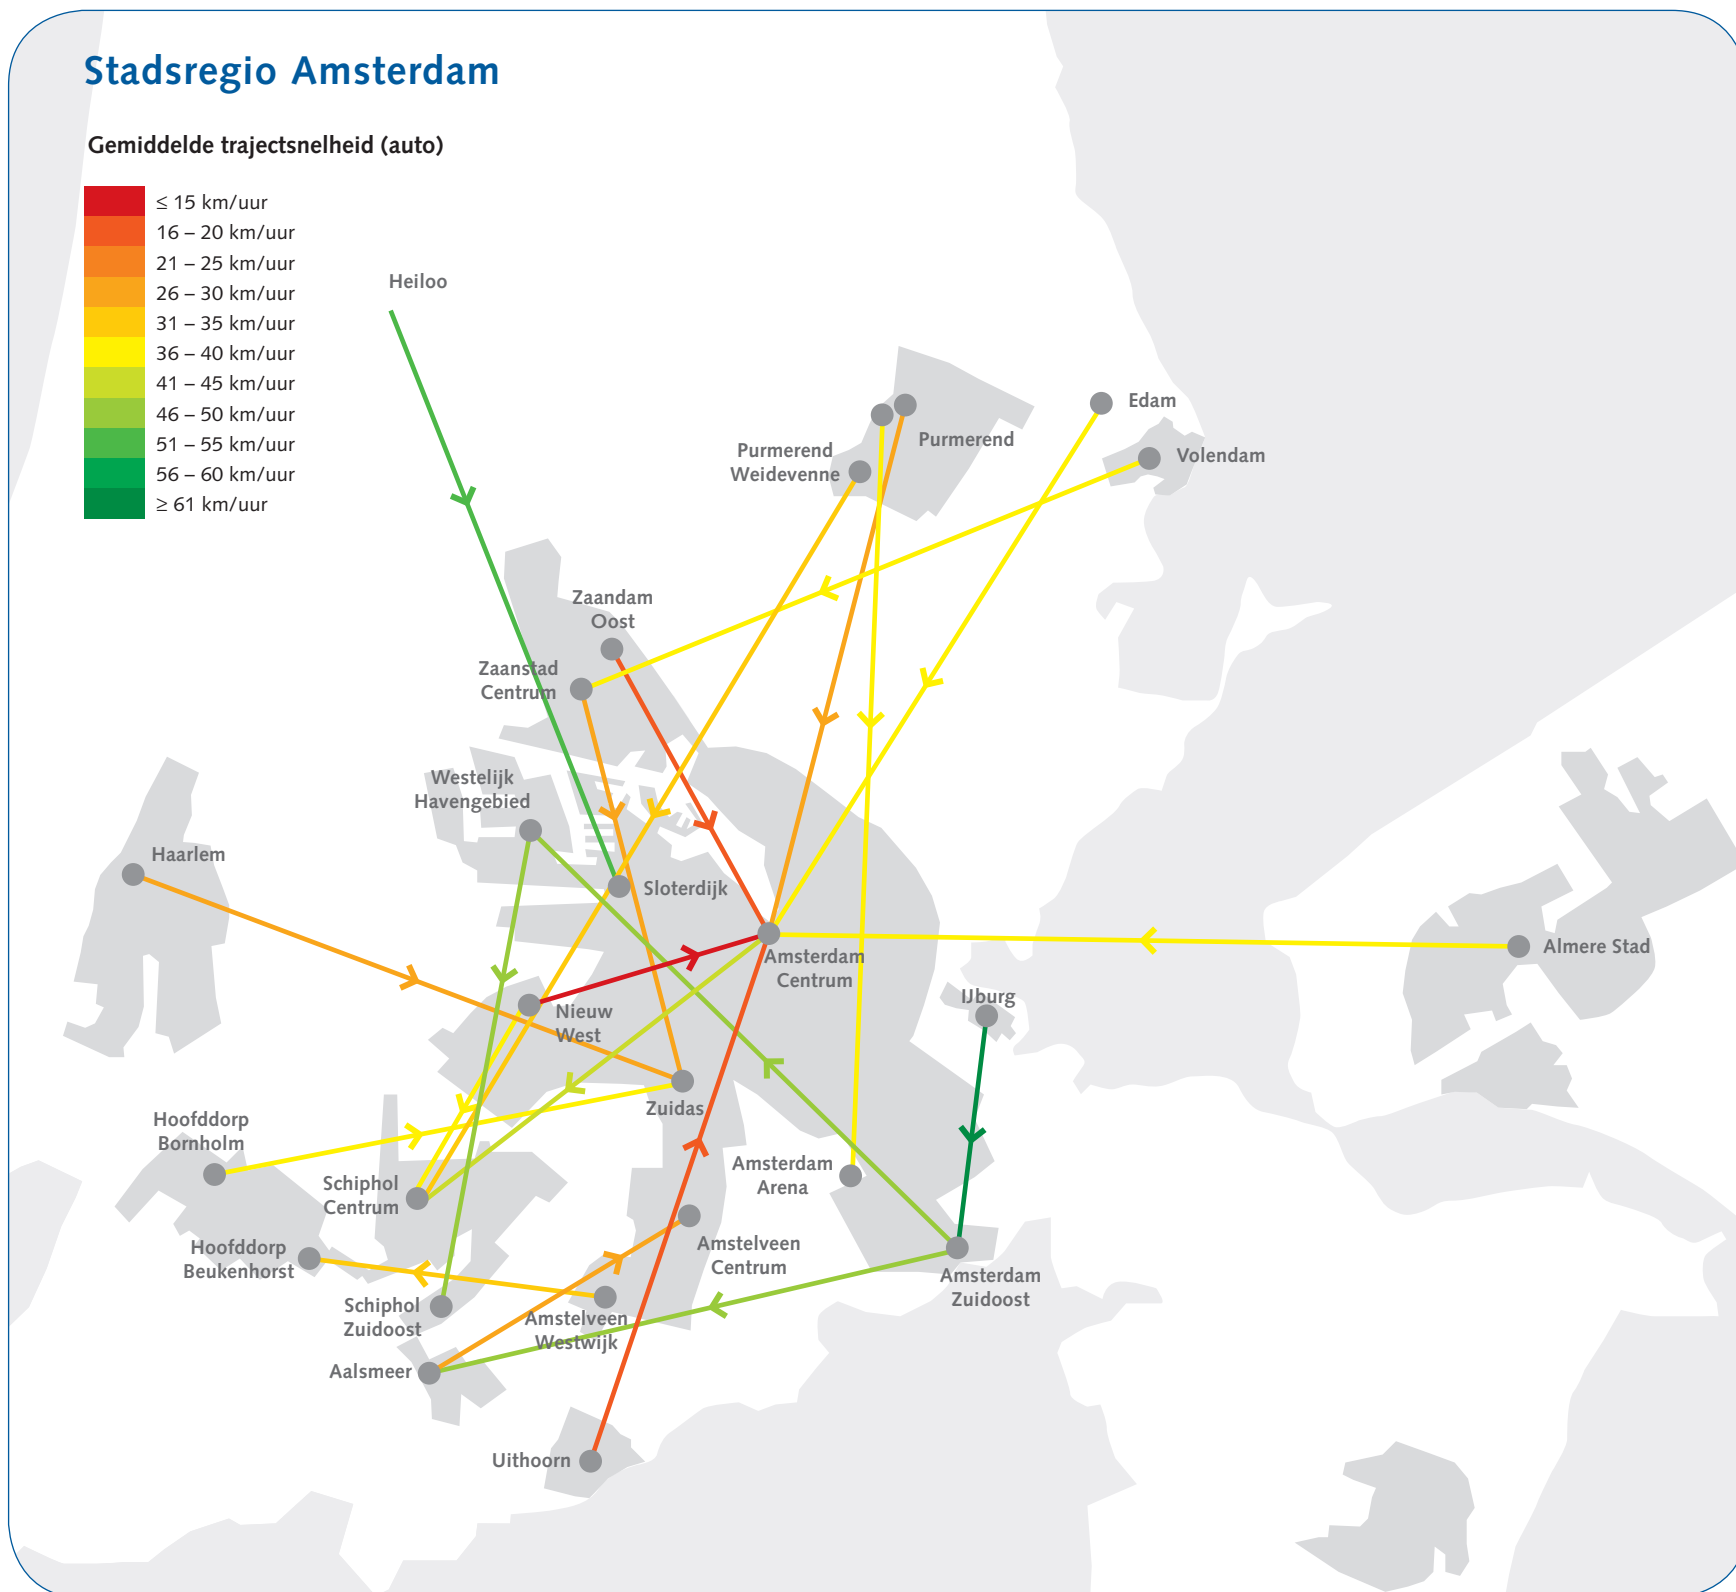 Stadsregio Amsterdam
Gemiddelde trajectsnelheid (auto)
≤ 15 km/uur
16 – 20 km/uur
21 – 25 km/uur
26 – 30 km/uur
31 – 35 km/uur
36 – 40 km/uur
41 – 45 km/uur
46 – 50 km/uur
51 – 55 km/uur
56 – 60 km/uur
≥ 61 km/uur
Heiloo
Edam
Purmerend
Purmerend
Weidevenne
Volendam
Zaandam
Oost
Zaanstad
Centrum
Westelijk
Havengebied
Haarlem
Sloterdijk
Amsterdam
Centrum
Almere Stad
IJburg
Nieuw
West
Zuidas
Hoofddorp
Bornholm
Schiphol
Centrum
Amsterdam
Arena
Hoofddorp
Beukenhorst
Amstelveen
Centrum
Amsterdam
Zuidoost
Schiphol
Zuidoost
Amstelveen
Westwijk
Aalsmeer
Uithoorn